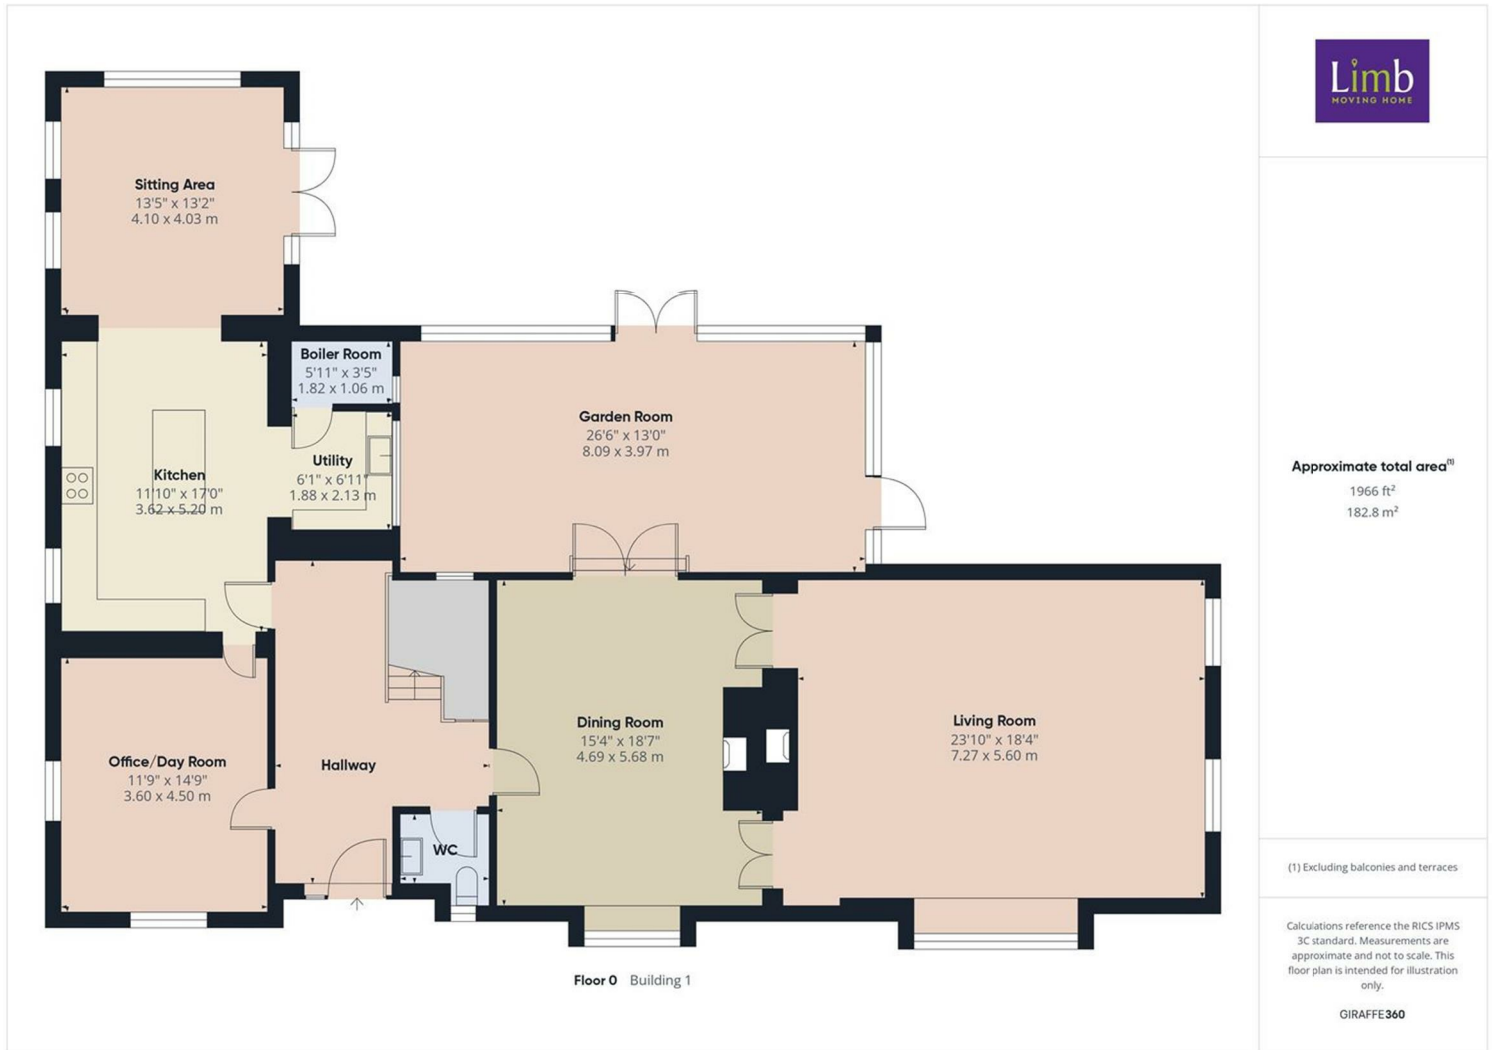 Sitting Area
13'5" x 13'2"
4.10 x 4.03 m
Boiler Room
5'11" x 3'5"
1.82 x 1.06 m
Garden Room
26'6" x 13'0"
8.09 x 3.97 m
Kitchen
11'10" x 17'0"
3.62 x 5.20 m
Utility
6'1" x 6'11"
1.88 x 2.13 m
Office/Day Room
11'9" x 14'9"
3.60 x 4.50 m
Hallway
WC
Dining Room
15'4" x 18'7"
4.69 x 5.68 m
Living Room
23'10" x 18'4"
7.27 x 5.60 m
Floor 0 Building 1
Limb
MOVING HOME
Approximate total area(1)
1966 ft²
182.8 m²
(1) Excluding balconies and terraces
Calculations reference the RICS IPMS
3C standard. Measurements are
approximate and not to scale. This
floor plan is intended for illustration
only.
GIRAFFE360